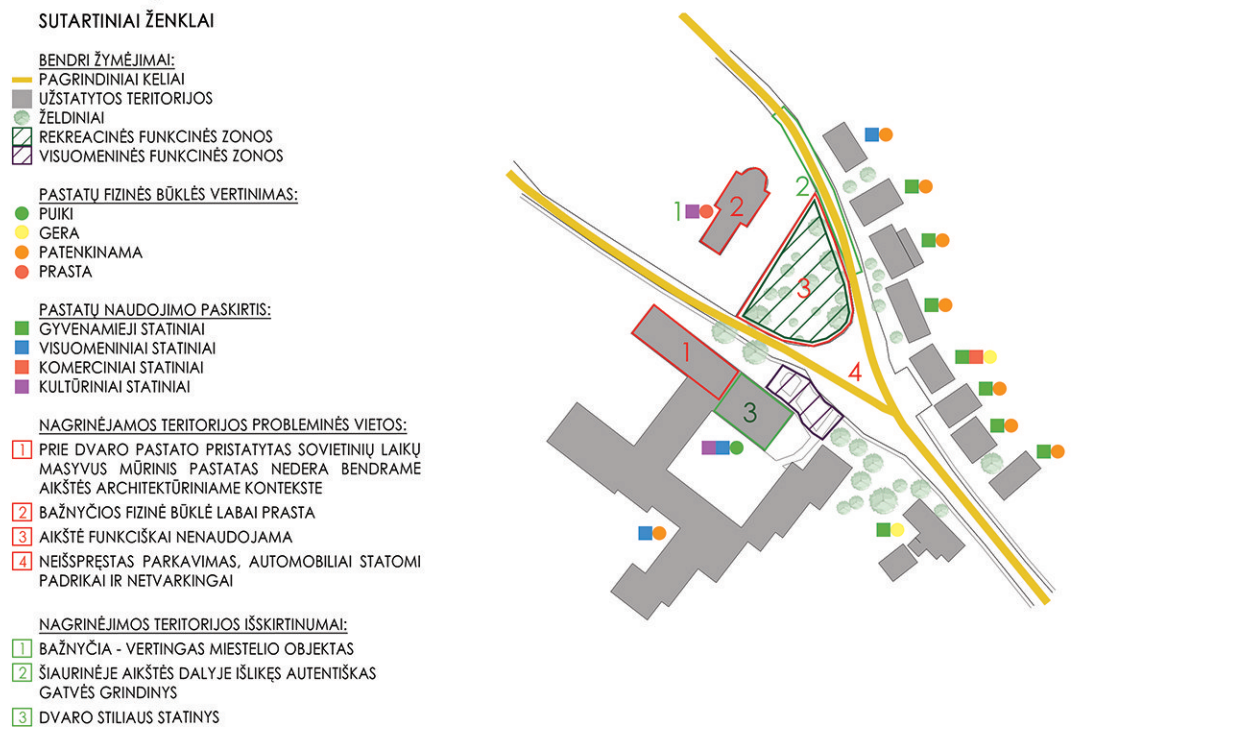 SUTARTINIAI ŽENKLAI
BENDRI ŽYMĖJIMAI:
PAGRINDINIAI KELIAI
UŽSTATYTOS TERITORIJOS
ŽELDINIAI
REKREACINĖS FUNKCINĖS ZONOS
VISUOMENINĖS FUNKCINĖS ZONOS
PASTATŲ FIZINĖS BŪKLĖS VERTINIMAS:
PUIKI
GERA
PATENKINAMA
PRASTA
PASTATŲ NAUDOJIMO PASKIRTIS:
GYVENAMIEJI STATINIAI
VISUOMENINIAI STATINIAI
KOMERCINIAI STATINIAI
KULTŪRINIAI STATINIAI
NAGRINĖJAMOS TERITORIJOS PROBLEMINĖS VIETOS:
1 PRIE DVARO PASTATO PRISTATYTAS SOVIETINIŲ LAIKŲ
MASYVUS MŪRINIS PASTATAS NEDERA BENDRAME
AIKŠTĖS ARCHITEKTŪRINIAME KONTEKSTE
2 BAŽNYČIOS FIZINĖ BŪKLĖ LABAI PRASTA
3 AIKŠTĖ FUNKCIŠKAI NENAUDOJAMA
4 NEIŠSPRĘSTAS PARKAVIMAS, AUTOMOBILIAI STATOMI
PADRIKAI IR NETVARKINGAI
NAGRINĖJIMOS TERITORIJOS IŠSKIRTINUMAI:
1 BAŽNYČIA - VERTINGAS MIESTELIO OBJEKTAS
2 ŠIAURINĖJE AIKŠTĖS DALYJE IŠLIKĘS AUTENTIŠKAS
GATVĖS GRINDINYS
3 DVARO STILIAUS STATINYS
2
1
2
3
1
4
3